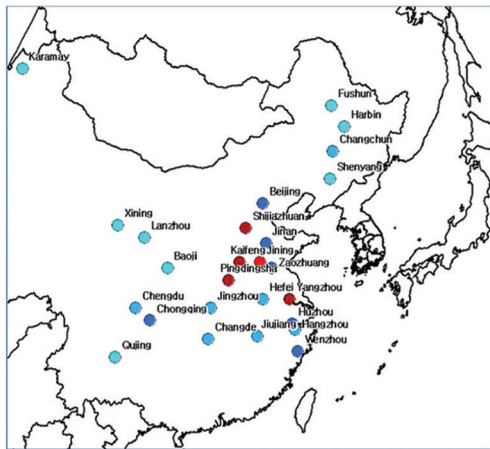 Karamay
Fushun
Harbin
Changchun
Shenyang
Beijing
Xining
Shijiazhuan
Lanzhou
Jinan
Kaifeng Jining
Baoji
Zaozhuang
Pingdingsha
Chengdu
Jingzhou
Hefei Yangzhou
Chongqing
Huzhou
Changde
Jiujiang
Hangzhou
Wenzhou
Qujing